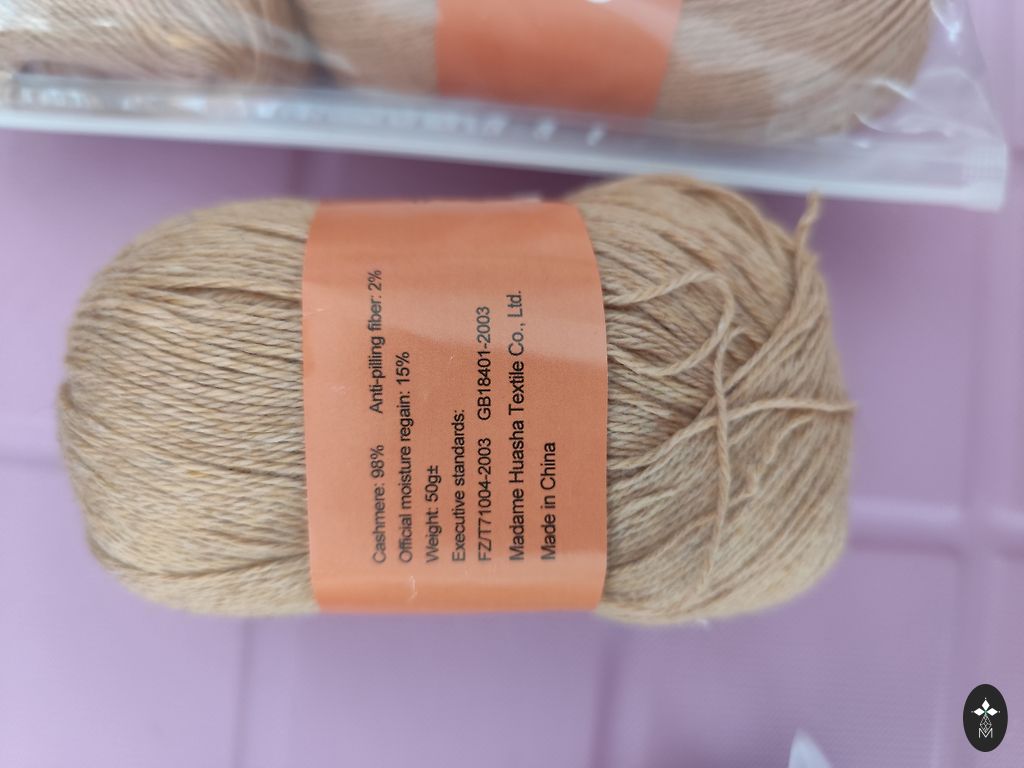 Cashmere: 98% Anti-pilling fiber: 2%
Official moisture regain: 15%
Weight: 50g±
Executive standards:
FZ/T71004-2003 GB18401-2003
Madame Huasha Textile Co., Ltd.
Made in China
M